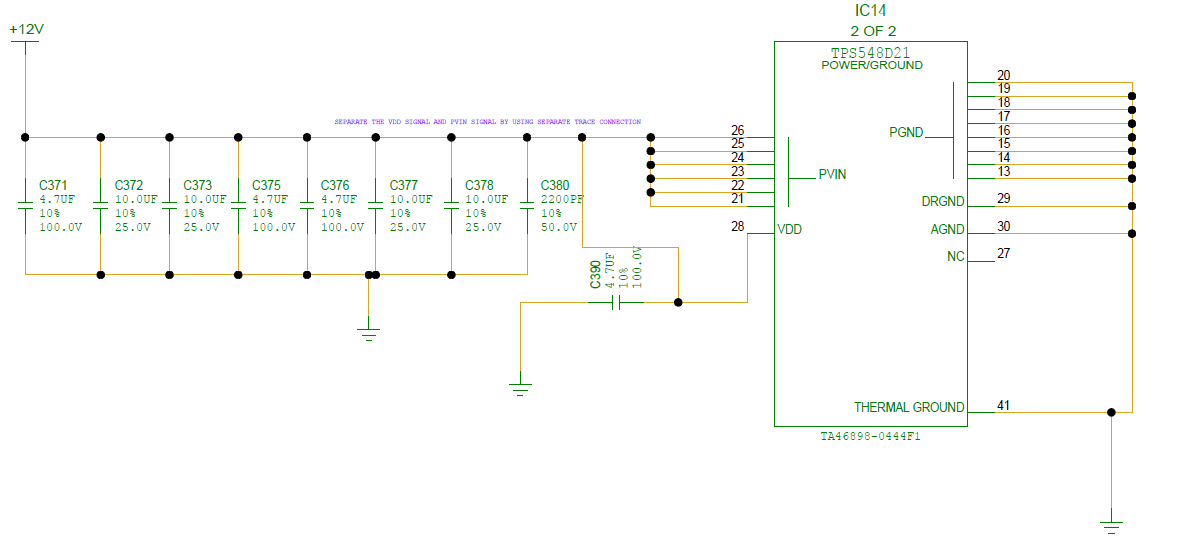 IC14
2 OF 2
+12V
TPS548D21
POWER/GROUND
SEPARATE THE VDD SIGNAL AND PVIN SIGNAL BY USING SEPARATE TRACE CONNECTION
26
25
24
23
22
21
28
PVIN
VDD
20
19
18
17
16
15
14
13
29
30
27
41
PGND
DRGND
AGND
NC
THERMAL GROUND
TA46898-0444F1
C371
4.7UF
10%
100.0V
C372
10.0UF
10%
25.0V
C373
10.0UF
10%
25.0V
C375
4.7UF
10%
100.0V
C376
4.7UF
10%
100.0V
C377
10.0UF
10%
25.0V
C378
10.0UF
10%
25.0V
C380
2200PF
10%
50.0V
C390
4.7UF
10%
100.0V